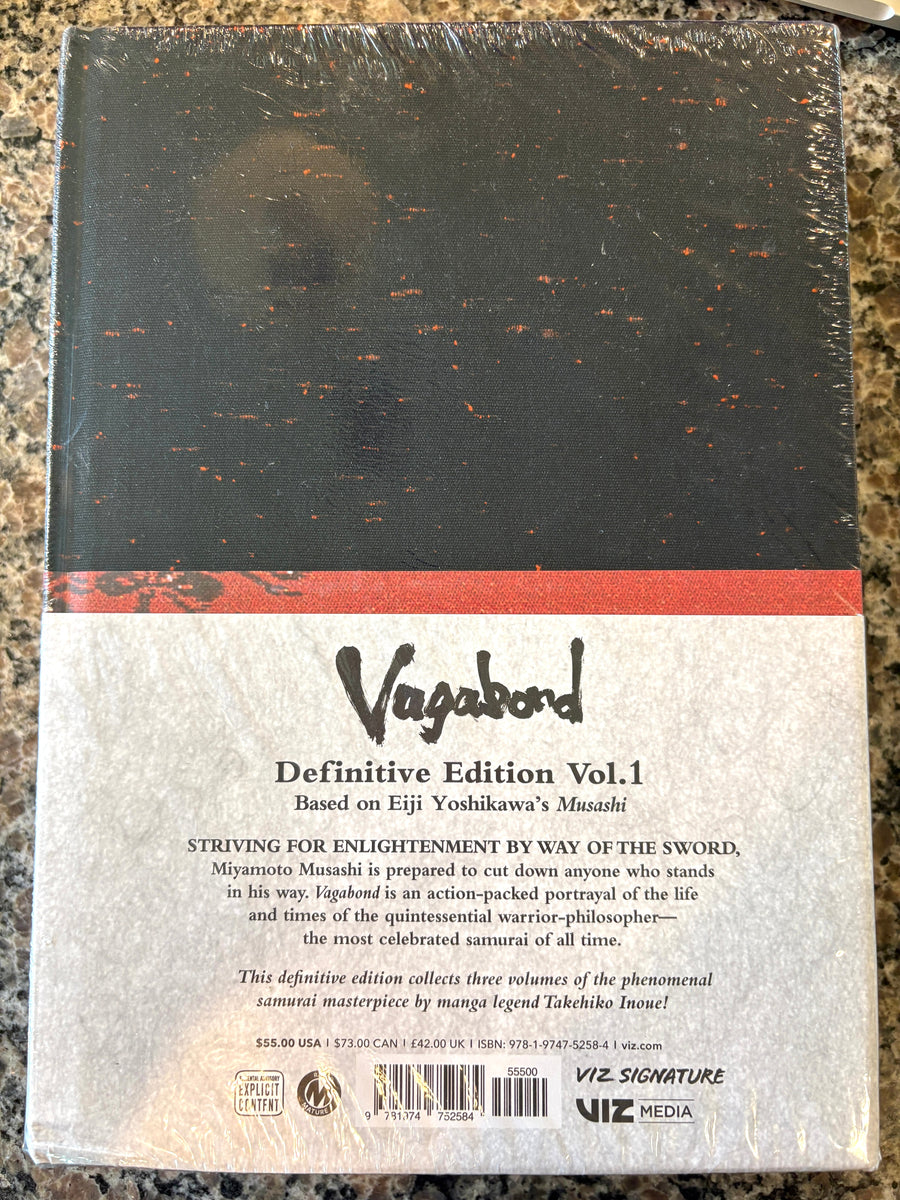 Vagabond
Definitive Edition Vol.1
Based on Eiji Yoshikawa's Musashi
STRIVING FOR ENLIGHTENMENT BY WAY OF THE SWORD,
Miyamoto Musashi is prepared to cut down anyone who stands
in his way. Vagabond is an action-packed portrayal of the life
and times of the quintessential warrior-philosopher—
the most celebrated samurai of all time.
This definitive edition collects three volumes of the phenomenal
samurai masterpiece by manga legend Takehiko Inoue!
$55.00 USA | $73.00 CAN | £42.00 UK | ISBN: 978-1-9747-5258-4 | viz.com
PARENTAL ADVISORY
EXPLICIT
CONTENT
M
MATURE
55500
9 781974 752584
VIZ SIGNATURE
VIZ MEDIA